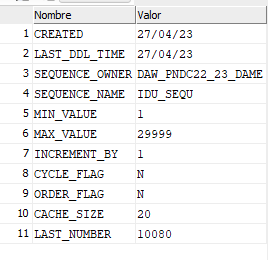 Nombre Valor
1 CREATED 27/04/23
2 LAST_DDL_TIME 27/04/23
3 SEQUENCE_OWNER DAW_PNDC22_23_DAME
4 SEQUENCE_NAME IDU_SEQU
5 MIN_VALUE 1
6 MAX_VALUE 29999
7 INCREMENT_BY 1
8 CYCLE_FLAG N
9 ORDER_FLAG N
10 CACHE_SIZE 20
11 LAST_NUMBER 10080